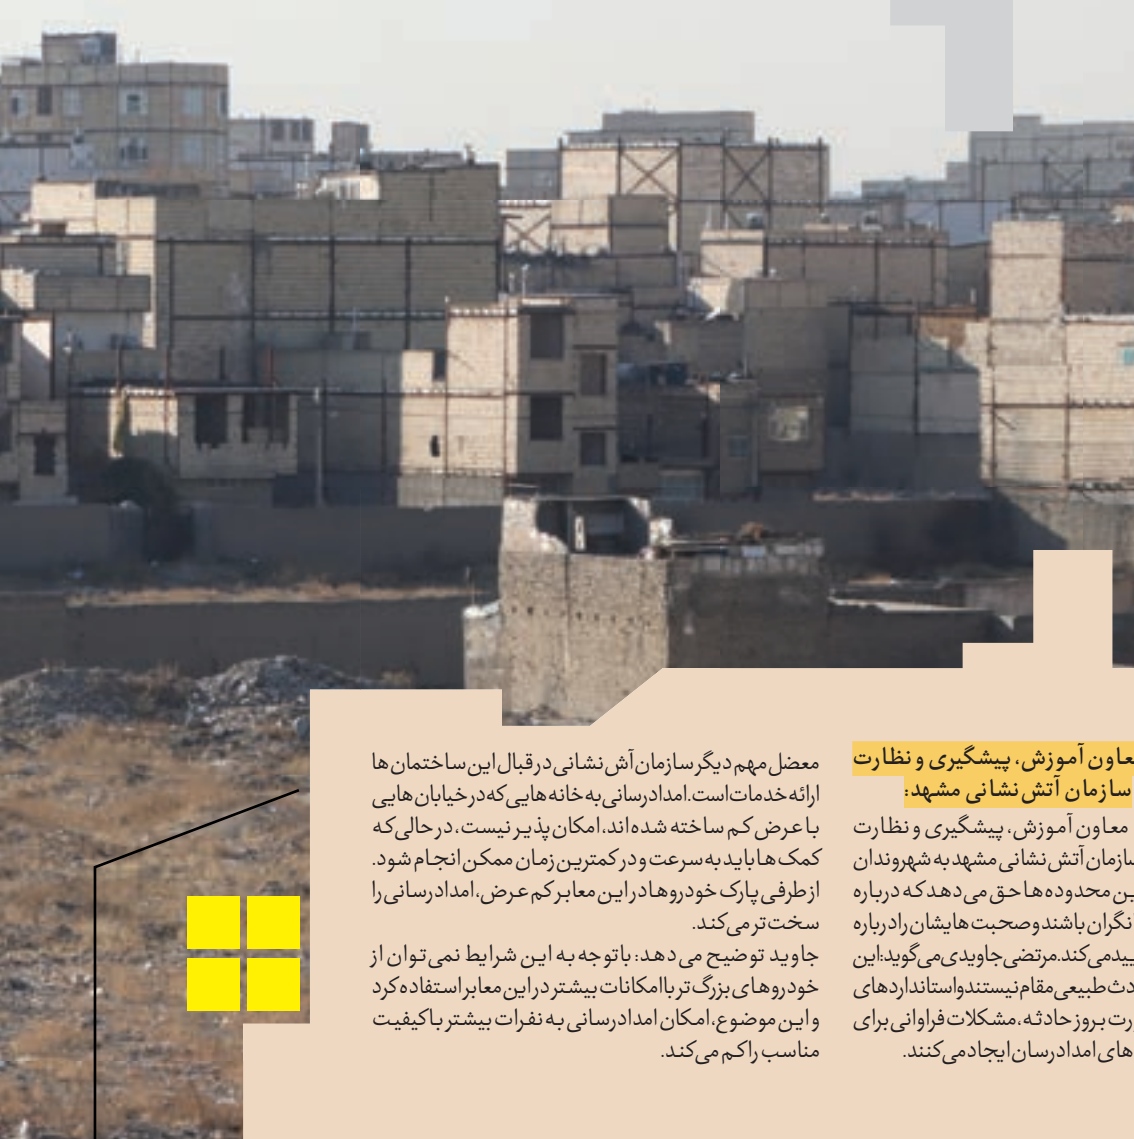 معاون آموزش، پیشگیری و نظارت
سازمان آتش‌نشانی مشهد:
معاون آموزش، پیشگیری و نظارت
سازمان آتش‌نشانی مشهد به شهروندان
محدوده‌ها حق می‌دهد که درباره
نگران باشند و صحبت‌هایشان را درباره
می‌کند. مرتضی جاویدی می‌گوید: این
طبیعی مقام نیستند و استانداردهای
بروز حادثه، مشکلات فراوانی برای
امدادرسان ایجاد می‌کنند.
معضل مهم دیگر سازمان آش‌نشانی در قبال این ساختمان‌ها
ارائه خدمات است. امدادرسانی به خانه‌هایی که در خیابان‌هایی
با عرض کم ساخته شده‌اند، امکان‌پذیر نیست، در حالی که
کمک‌ها باید به سرعت و در کمترین زمان ممکن انجام شود.
از طرفی پارک خودروها در این معابر کم عرض، امدادرسانی را
سخت‌تر می‌کند.
جاوید توضیح می‌دهد: با توجه به این شرایط نمی‌توان از
خودروهای بزرگ‌تر با امکانات بیشتر در این معابر استفاده کرد
و این موضوع، امکان امدادرسانی به نفرات بیشتر با کیفیت
مناسب را کم می‌کند.